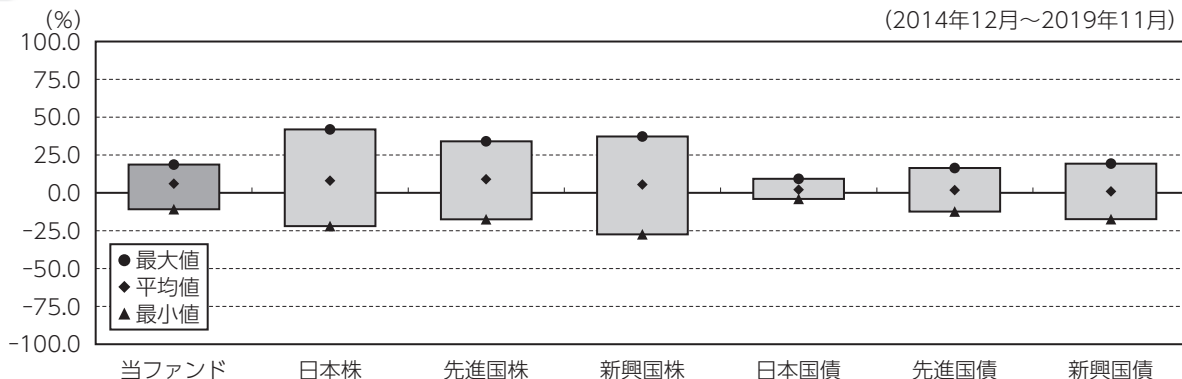 (%)
(2014年12月～2019年11月)
100.0
75.0
50.0
25.0
0.0
-25.0
-50.0
-75.0
-100.0
●最大値
◆平均値
▲最小値
当ファンド 日本株 先進国株 新興国株 日本国債 先進国債 新興国債